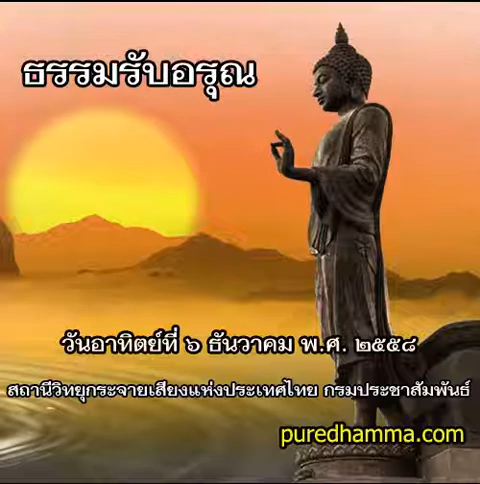 ธรรมรับอรุณ
วันอาทิตย์ที่ ๖ ธันวาคม พ.ศ. ๒๕๕๘
สถานีวิทยุกระจายเสียงแห่งประเทศไทย กรมประชาสัมพันธ์
puredhamma.com